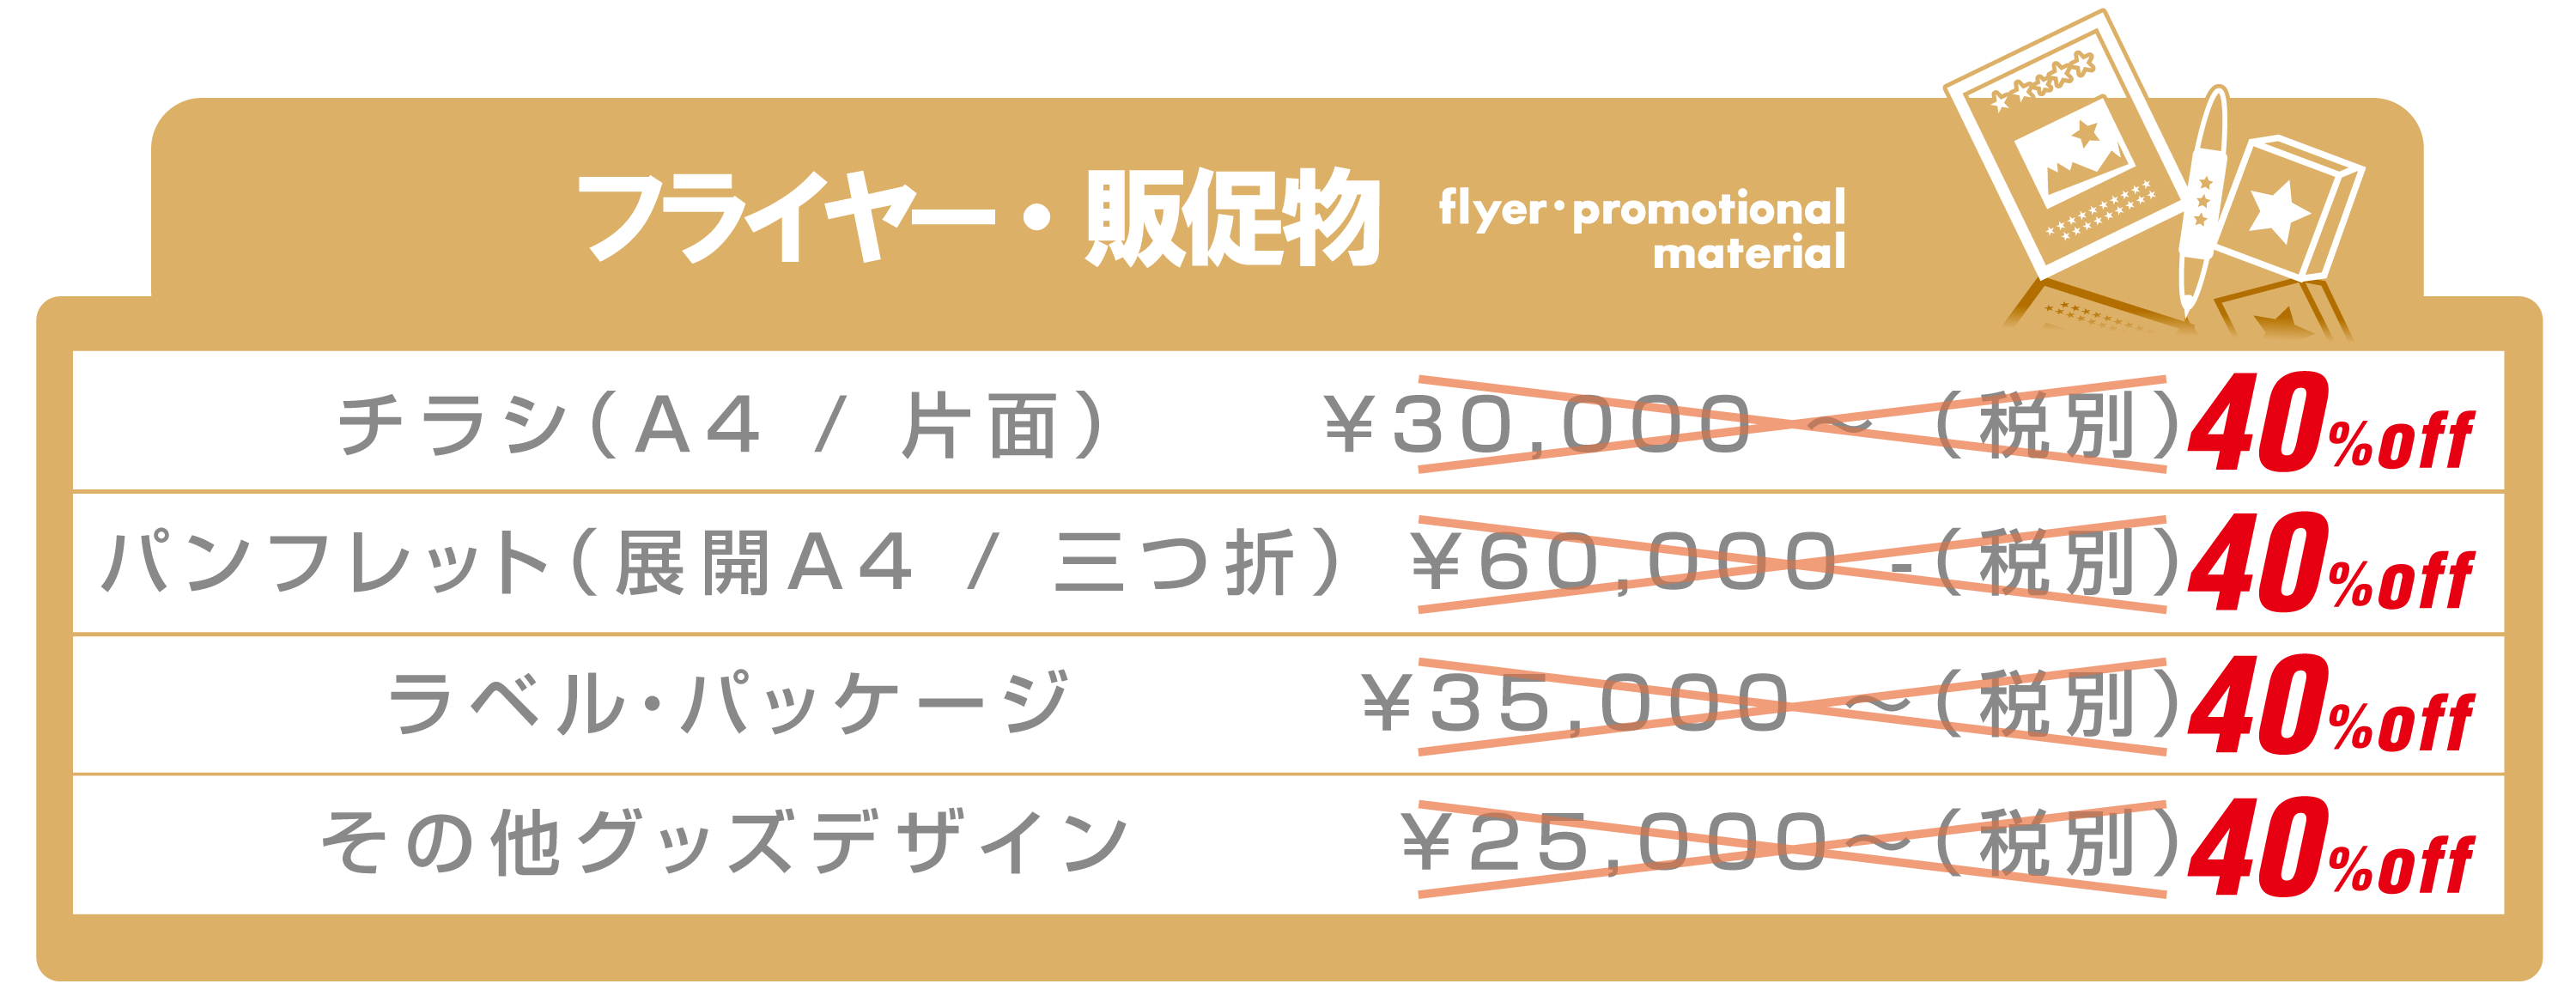 フライヤー・販促物
flyer・promotional
material
チラシ（A4 / 片面） ¥30,000 〜（税別）40%off
パンフレット（展開A4 / 三つ折） ¥60,000 -（税別）40%off
ラベル・パッケージ ¥35,000 〜（税別）40%off
その他グッズデザイン ¥25,000〜（税別）40%off